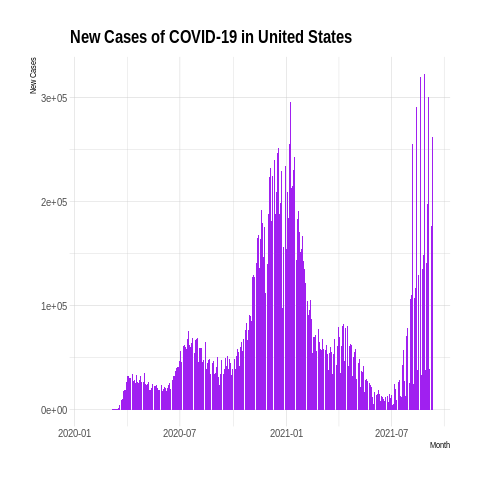 New Cases of COVID-19 in United States
New Cases
3e+05
2e+05
1e+05
0e+00
2020-01 2020-07 2021-01 2021-07
Month